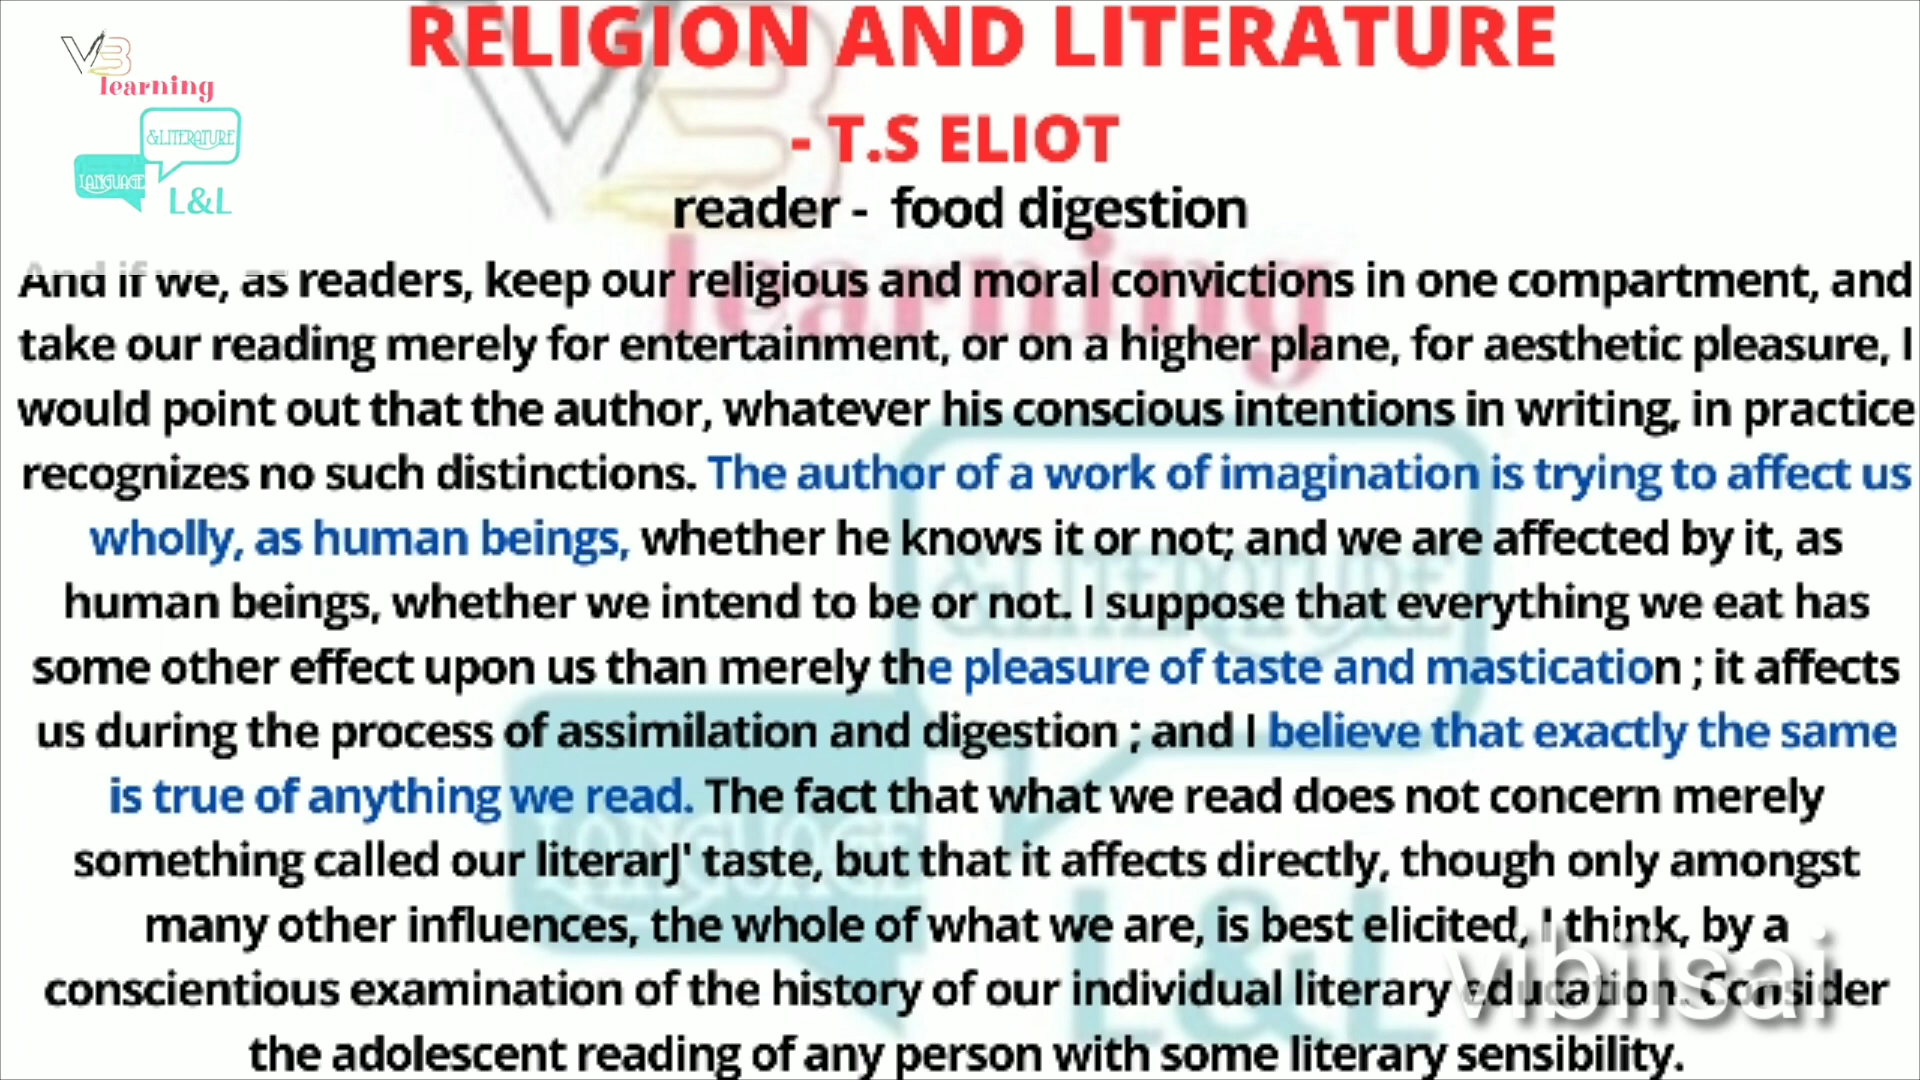 RELIGION AND LITERATURE
V3
learning
&LITERATURE
- T.S ELIOT
LANGUAGE
L&L
reader - food digestion
And if we, as readers, keep our religious and moral convictions in one compartment, and
take our reading merely for entertainment, or on a higher plane, for aesthetic pleasure, I
would point out that the author, whatever his conscious intentions in writing, in practice
recognizes no such distinctions. The author of a work of imagination is trying to affect us
wholly, as human beings, whether he knows it or not; and we are affected by it, as
human beings, whether we intend to be or not. I suppose that everything we eat has
some other effect upon us than merely the pleasure of taste and mastication ; it affects
us during the process of assimilation and digestion ; and I believe that exactly the same
is true of anything we read. The fact that what we read does not concern merely
something called our literarJ' taste, but that it affects directly, though only amongst
many other influences, the whole of what we are, is best elicited, I think, by a
conscientious examination of the history of our individual literary education. Consider
the adolescent reading of any person with some literary sensibility.
vibiisai